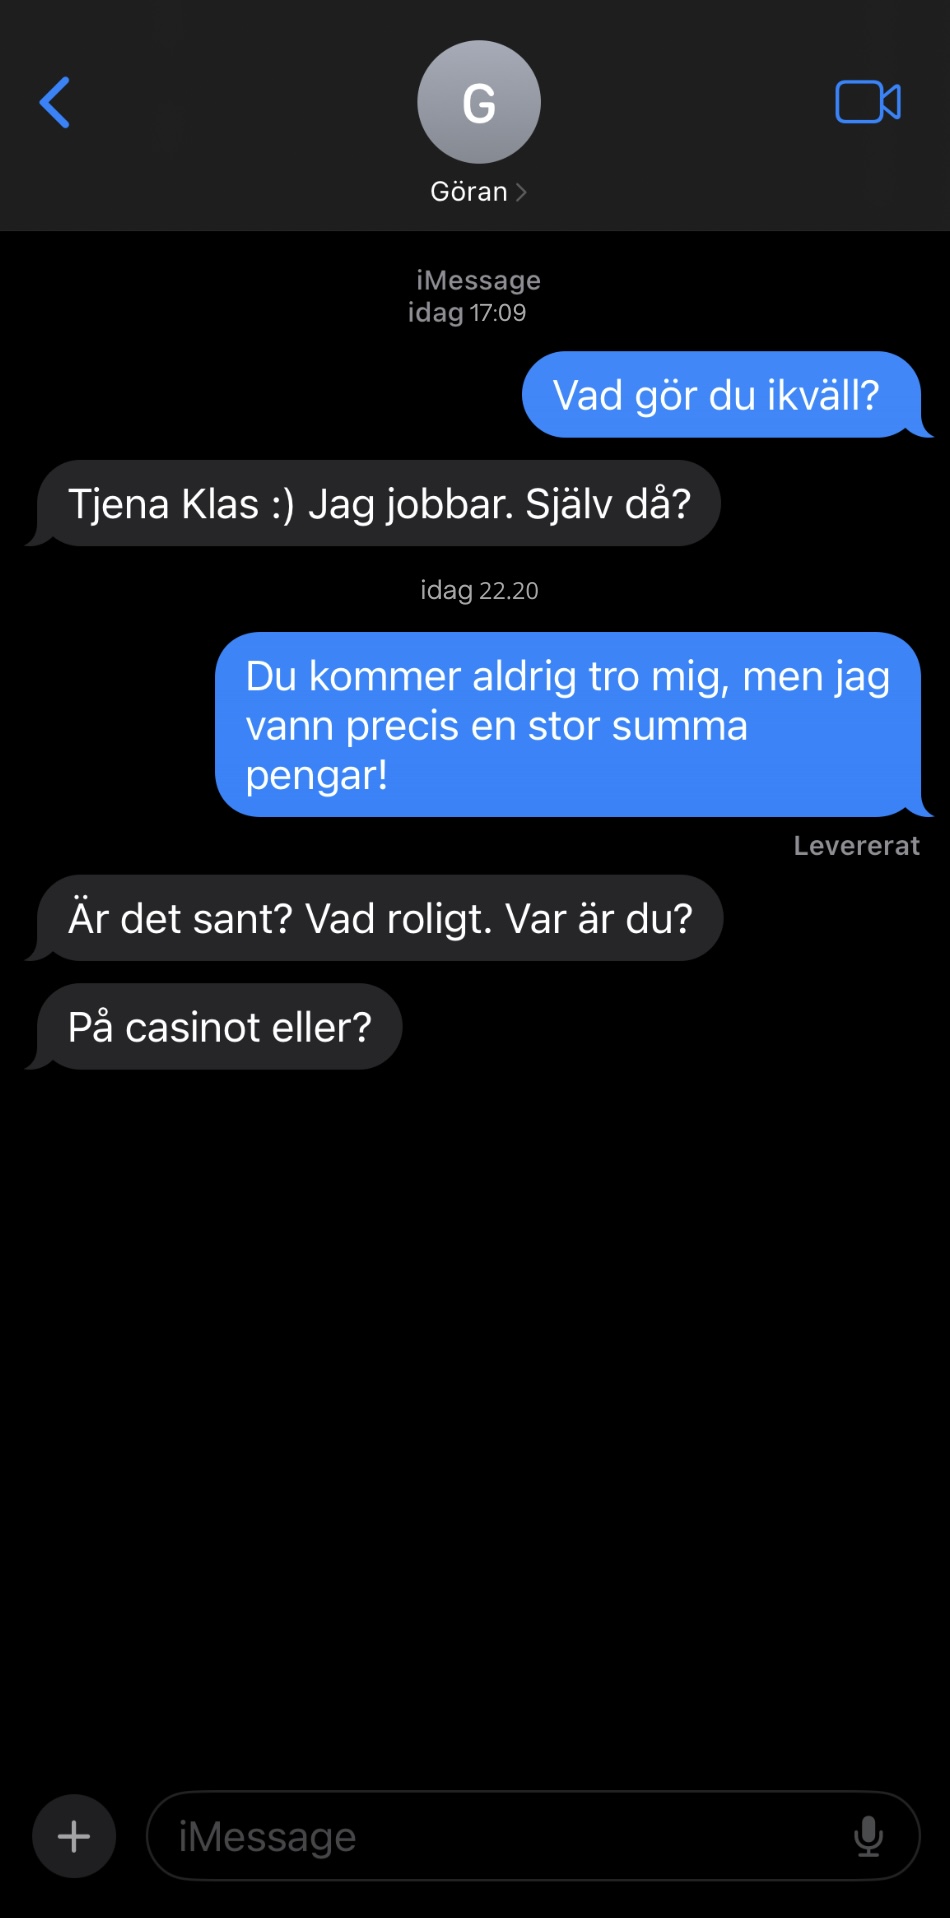 G
Göran
iMessage
idag 17:09
Vad gör du ikväll?
Tjena Klas :) Jag jobbar. Själv då?
idag 22.20
Du kommer aldrig tro mig, men jag
vann precis en stor summa
pengar!
Levererat
Är det sant? Vad roligt. Var är du?
På casinot eller?
iMessage